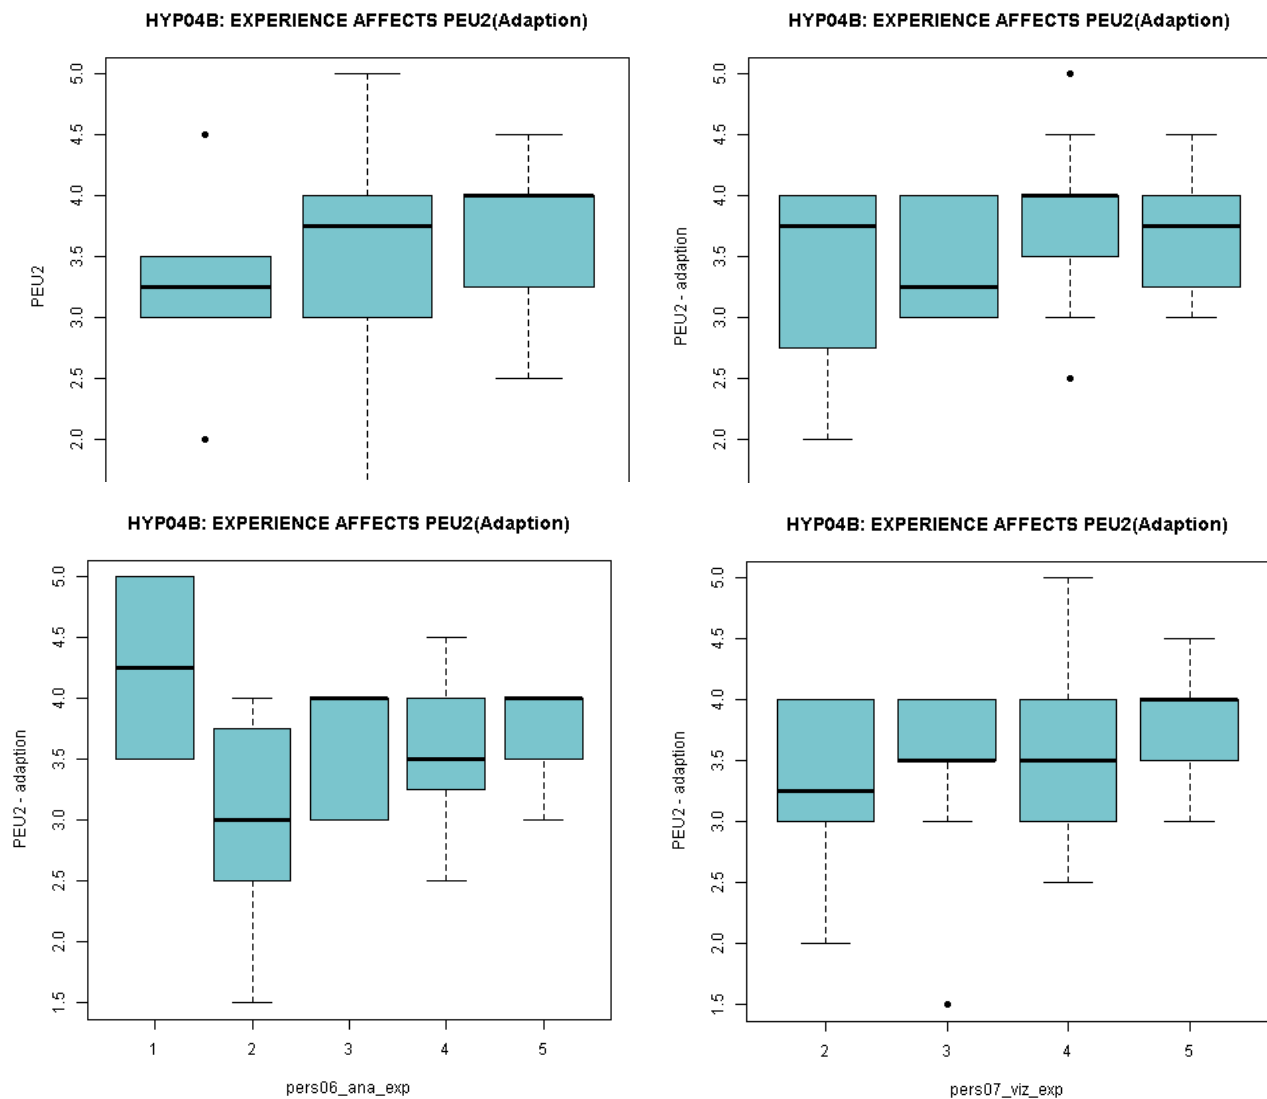 HYP04B: EXPERIENCE AFFECTS PEU2(Adaption)
PEU2
5.0
4.5
4.0
3.5
3.0
2.5
2.0
HYP04B: EXPERIENCE AFFECTS PEU2(Adaption)
PEU2 - adaption
5.0
4.5
4.0
3.5
3.0
2.5
2.0
HYP04B: EXPERIENCE AFFECTS PEU2(Adaption)
PEU2 - adaption
5.0
4.5
4.0
3.5
3.0
2.5
2.0
1.5
1 2 3 4 5
pers06_ana_exp
HYP04B: EXPERIENCE AFFECTS PEU2(Adaption)
PEU2 - adaption
5.0
4.5
4.0
3.5
3.0
2.5
2.0
1.5
2 3 4 5
pers07_viz_exp